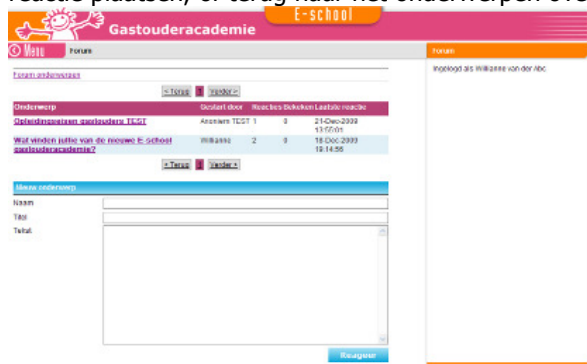 reactie plaatsen, of terug naar het onderwerpen ove
E-school
Gastouderacademie
Menu
Forum
Forum
Ingelogd als Willianne van der Abc
Forum onderwerpen
< Terug 1 Verder >
Onderwerp Gestart door Reacties Bekeken Laatste reactie
Opleidingseisen gastouders TEST Anoniem TEST 1 0 21-Dec-2009
13:55:01
Wat vinden jullie van de nieuwe E-school Willianne 2 0 18-Dec-2009
gastouderacademie? 19:14:56
< Terug 1 Verder >
Nieuw onderwerp
Naam
Titel
Tekst
Reageer